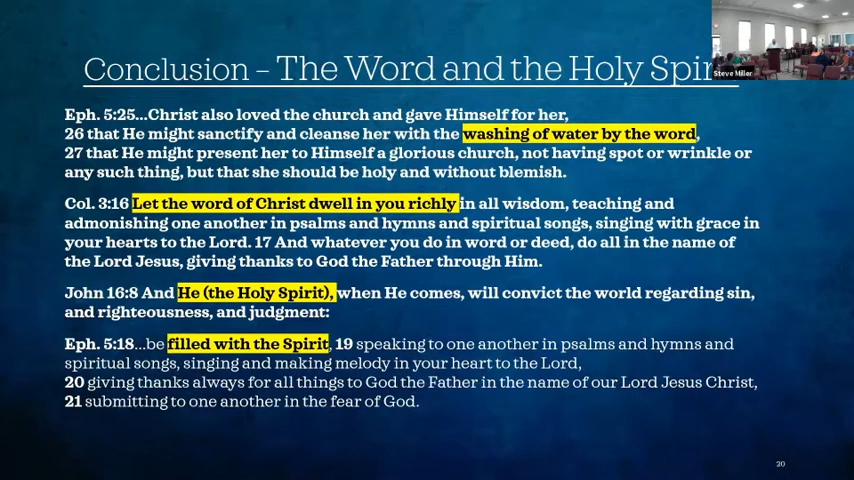 Conclusion – The Word and the Holy Spir
Steve Miller
Eph. 5:25...Christ also loved the church and gave Himself for her,
26 that He might sanctify and cleanse her with the washing of water by the word,
27 that He might present her to Himself a glorious church, not having spot or wrinkle or
any such thing, but that she should be holy and without blemish.
Col. 3:16 Let the word of Christ dwell in you richly in all wisdom, teaching and
admonishing one another in psalms and hymns and spiritual songs, singing with grace in
your hearts to the Lord. 17 And whatever you do in word or deed, do all in the name of
the Lord Jesus, giving thanks to God the Father through Him.
John 16:8 And He (the Holy Spirit), when He comes, will convict the world regarding sin,
and righteousness, and judgment:
Eph. 5:18...be filled with the Spirit, 19 speaking to one another in psalms and hymns and
spiritual songs, singing and making melody in your heart to the Lord,
20 giving thanks always for all things to God the Father in the name of our Lord Jesus Christ,
21 submitting to one another in the fear of God.
20